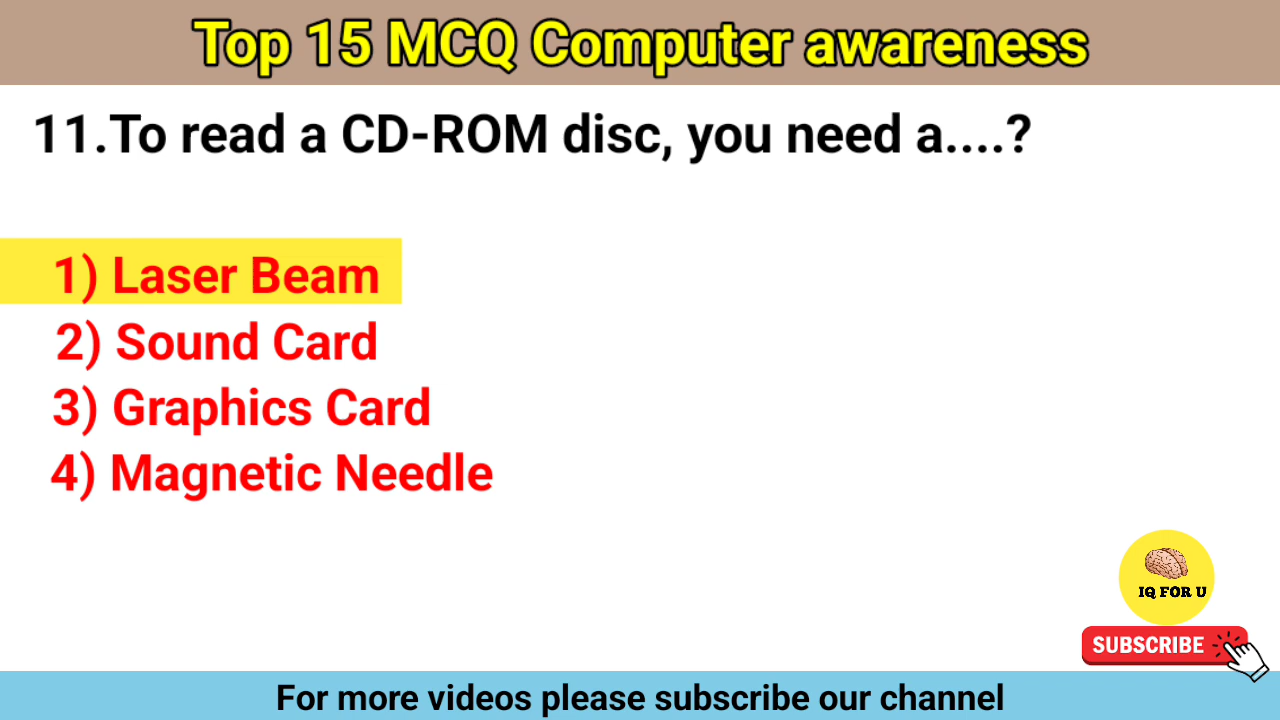 Top 15 MCQ Computer awareness
11.To read a CD-ROM disc, you need a....?
1) Laser Beam
2) Sound Card
3) Graphics Card
4) Magnetic Needle
IQ FOR U
SUBSCRIBE
For more videos please subscribe our channel